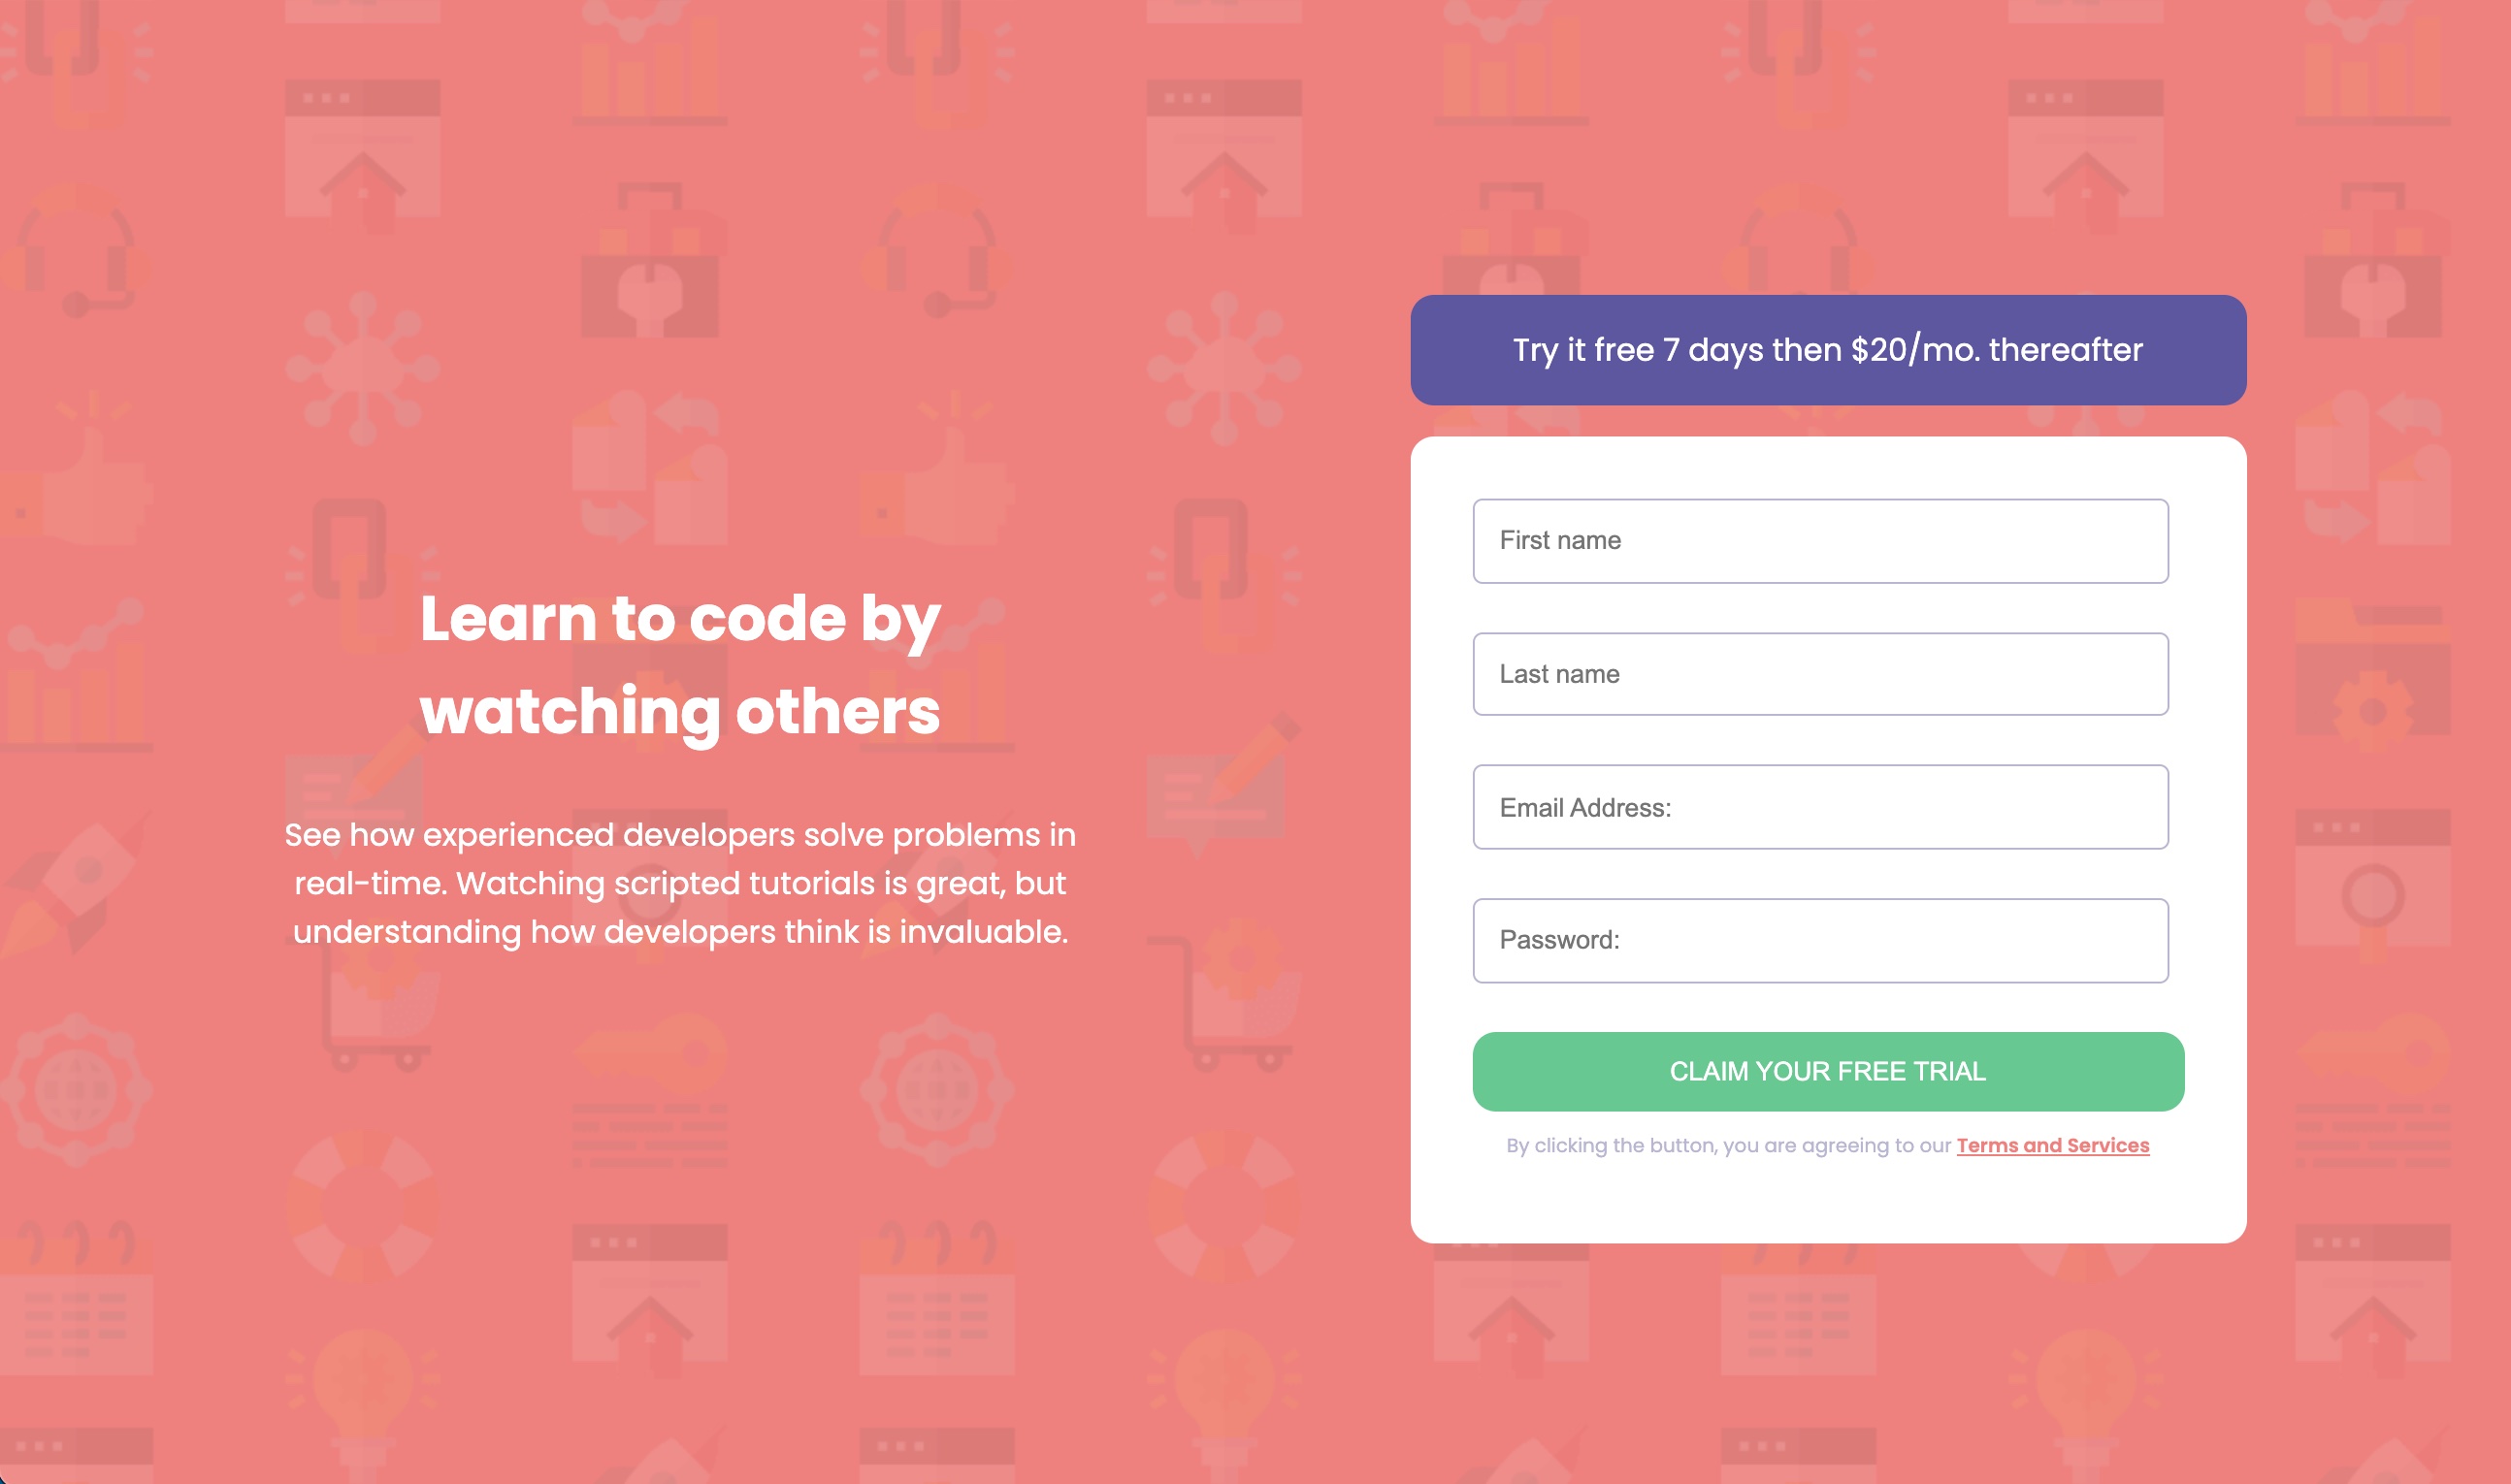 Learn to code by
watching others
See how experienced developers solve problems in
real-time. Watching scripted tutorials is great, but
understanding how developers think is invaluable.
Try it free 7 days then $20/mo. thereafter
First name
Last name
Email Address:
Password:
CLAIM YOUR FREE TRIAL
By clicking the button, you are agreeing to our Terms and Services